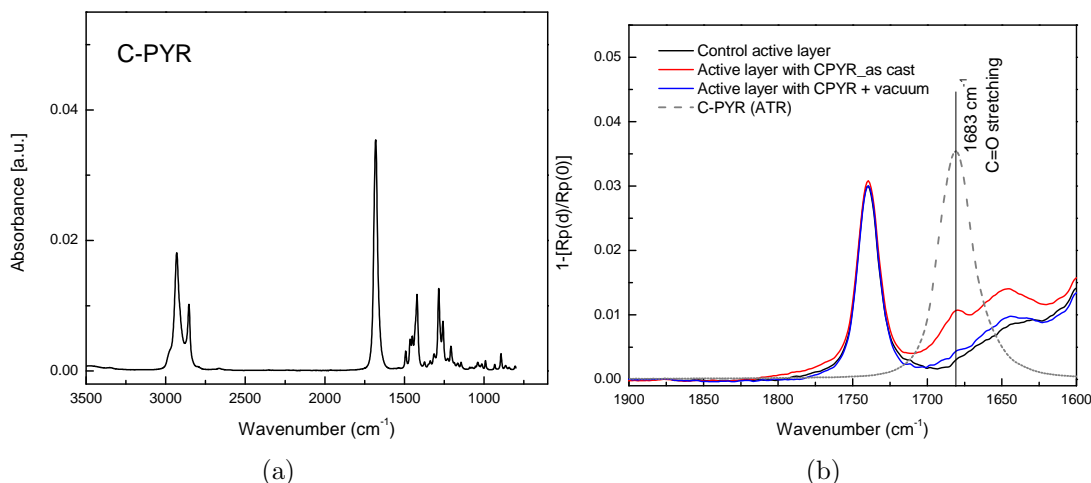 C-PYR
Absorbance [a.u.]
0.04
0.02
0.00
3500 3000 2500 2000 1500 1000
Wavenumber (cm-1)
(a)
Control active layer
Active layer with CPYR_as cast
Active layer with CPYR + vacuum
C-PYR (ATR)
1683 cm-1
C=O stretching
1-[Rp(d)/Rp(0)]
0.05
0.04
0.03
0.02
0.01
0.00
1900 1850 1800 1750 1700 1650 1600
Wavenumber (cm-1)
(b)